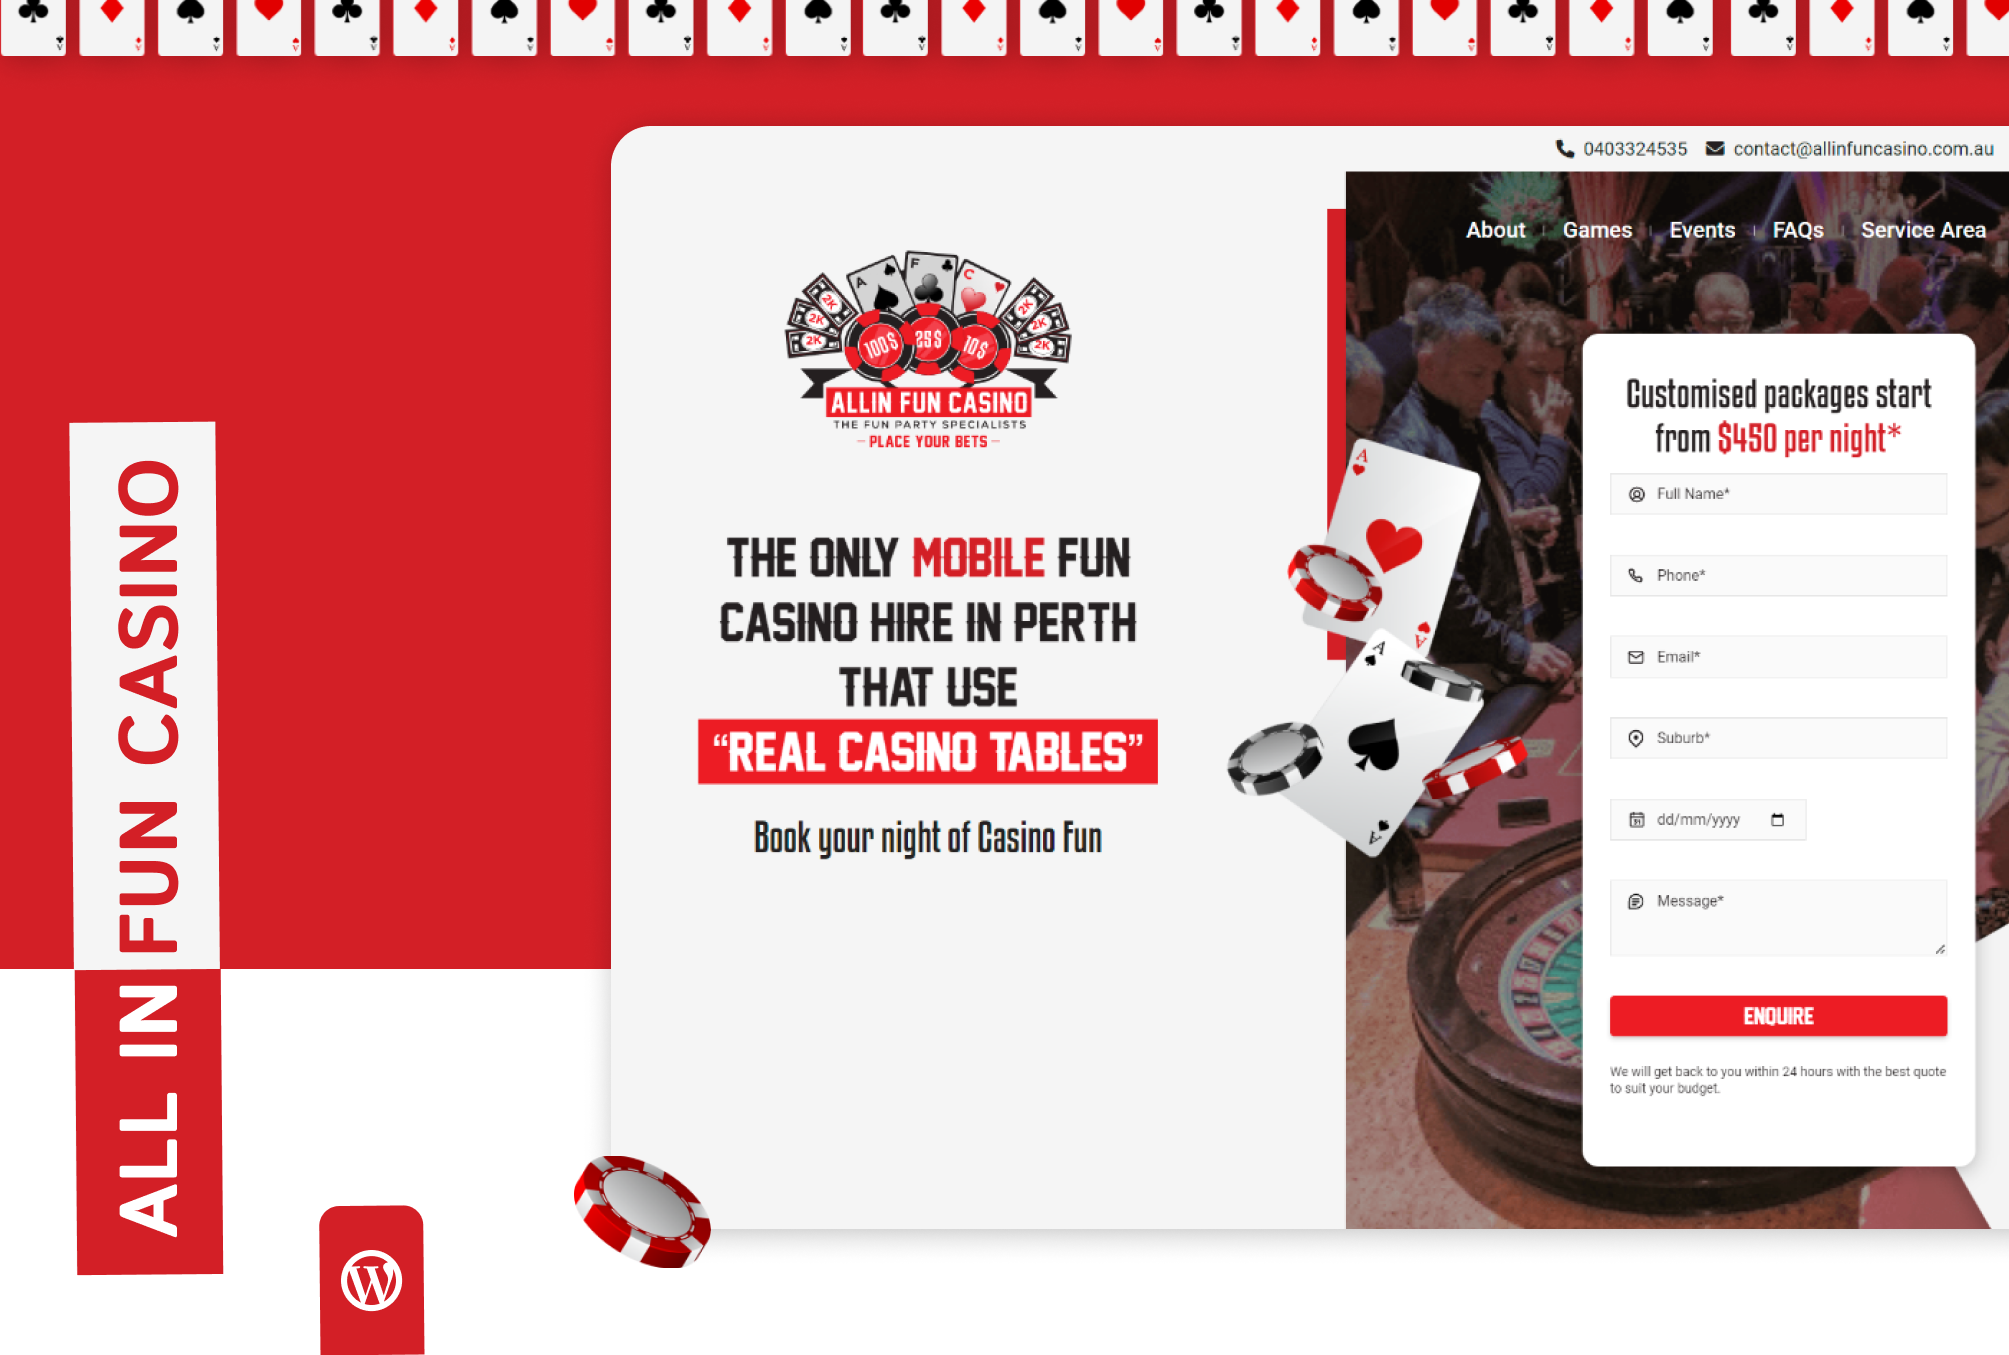 0403324535 contact@allinfuncasino.com.au
About Games Events FAQs Service Area
A F C
2K 2K 2K 2K 2K 2K
100$ 25$ 10$
ALLIN FUN CASINO
THE FUN PARTY SPECIALISTS
– PLACE YOUR BETS –
THE ONLY MOBILE FUN
CASINO HIRE IN PERTH
THAT USE
“REAL CASINO TABLES”
Book your night of Casino Fun
A
A
A
A
Customised packages start
from $450 per night*
Full Name*
Phone*
Email*
Suburb*
dd/mm/yyyy
Message*
ENQUIRE
We will get back to you within 24 hours with the best quote
to suit your budget.
ALL IN FUN CASINO